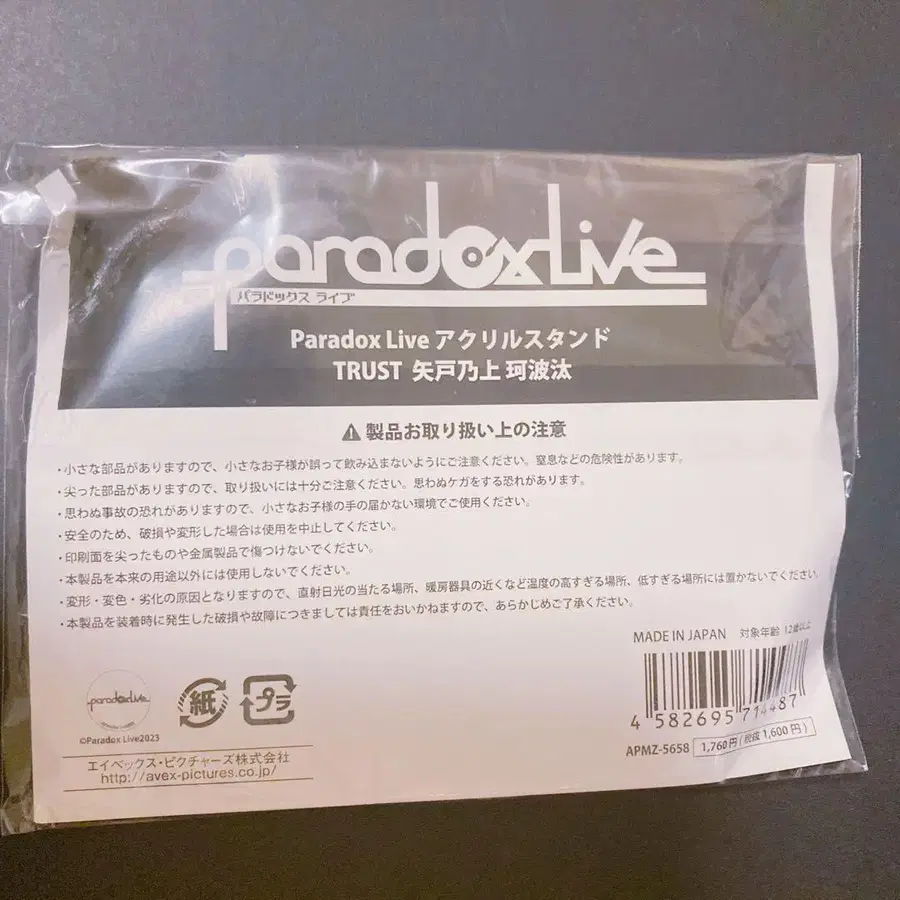 paradoxLive
パラドックス ライブ
Paradox Live アクリルスタンド
TRUST 矢戸乃上 珂波汰
製品お取り扱い上の注意
・小さな部品がありますので、小さなお子様が誤って飲み込まないようにご注意ください。窒息などの危険性があります。
・尖った部品がありますので、取り扱いには十分ご注意ください。思わぬケガをする恐れがあります。
・思わぬ事故の恐れがありますので、小さなお子様の手の届かない環境でご使用ください。
・安全のため、破損や変形した場合は使用を中止してください。
・印刷面を尖ったものや金属製品で傷つけないでください。
・本製品を本来の用途以外には使用しないでください。
・変形・変色・劣化の原因となりますので、直射日光の当たる場所、暖房器具の近くなど温度の高すぎる場所、低すぎる場所には置かないでください。
・本製品を装着時に発生した破損や故障につきましては責任をおいかねますので、あらかじめご了承ください。
MADE IN JAPAN 対象年齢 12歳以上
paradoxLive
紙
プラ
4 582695 714487
©Paradox Live2023
APMZ-5658 1,760円(税抜1,600円)
エイベックス・ピクチャーズ株式会社
http://avex-pictures.co.jp/